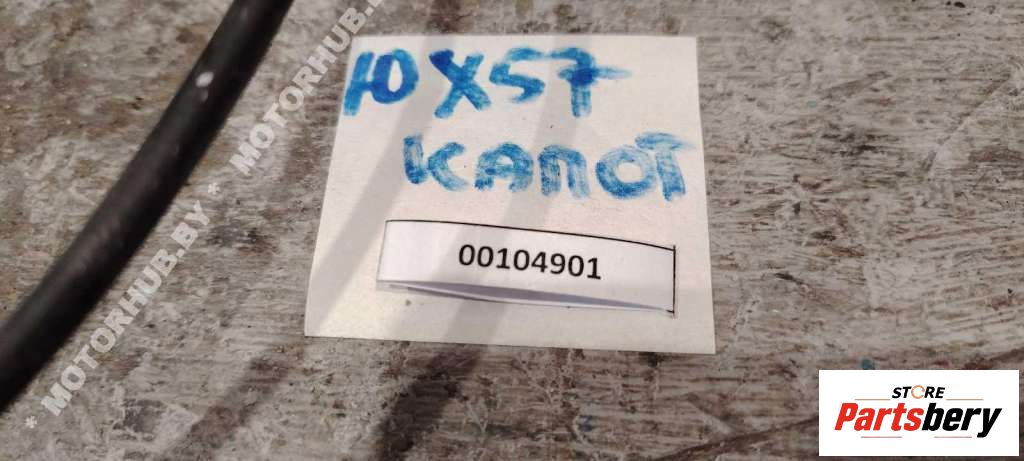 ЮX57
КАПОТ
00104901
* MOTORHUB.BY * MOTORHUB.BY
STORE
Partsbery